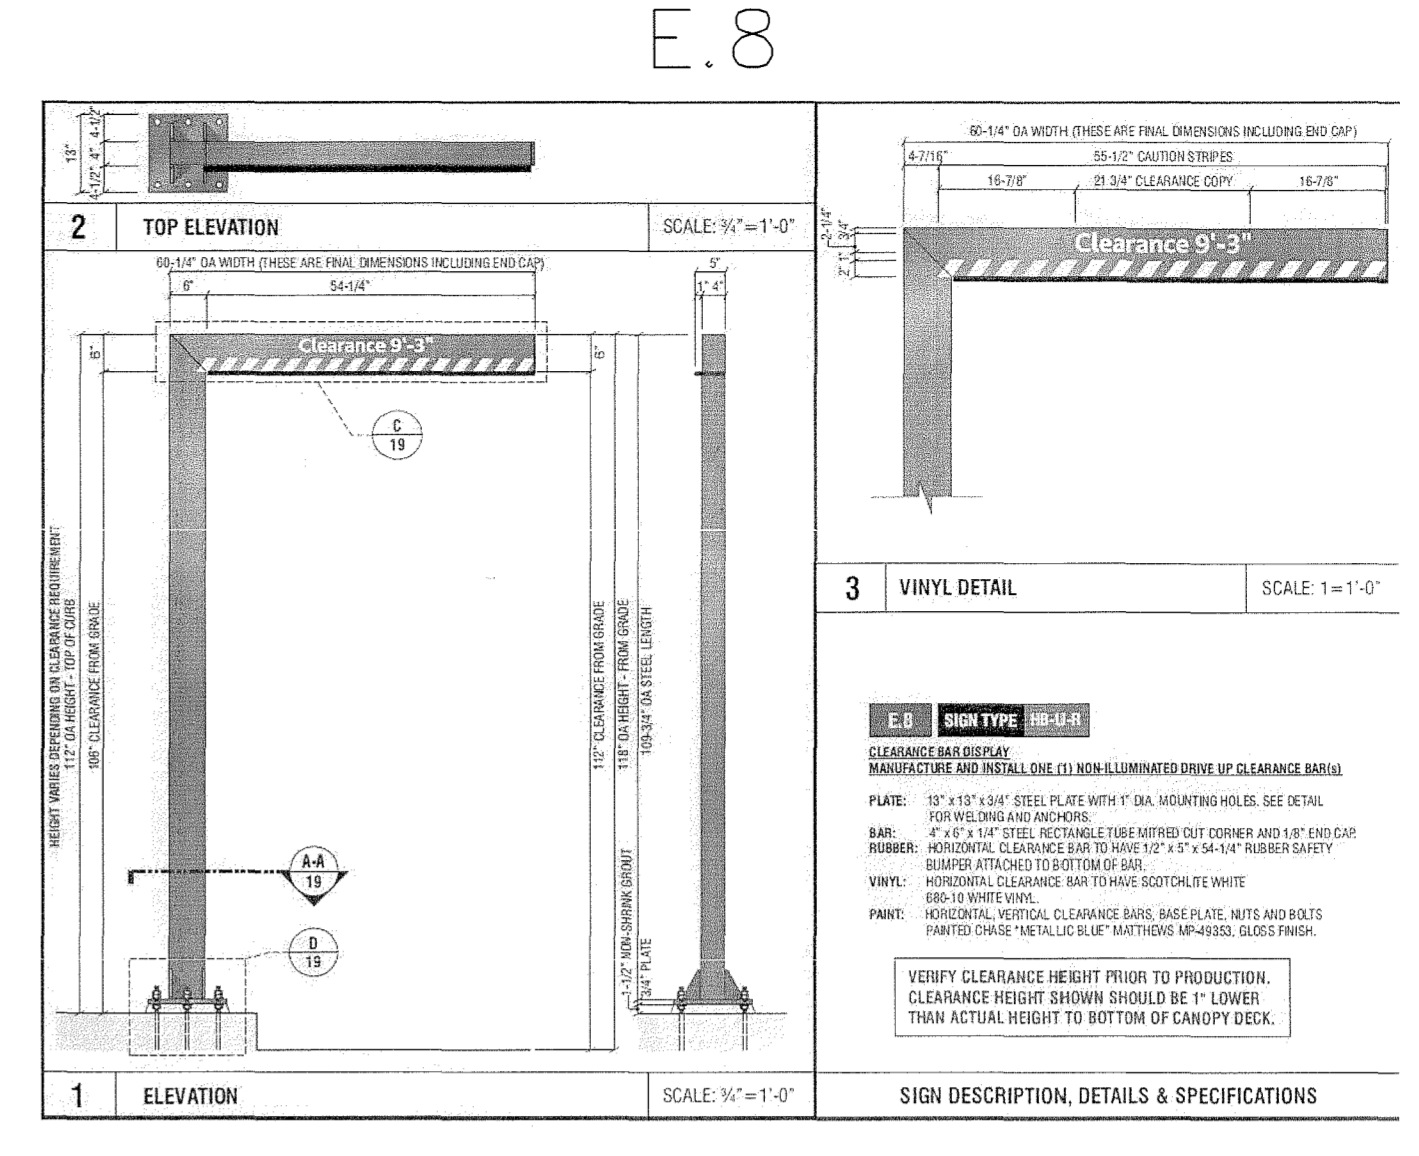 E.8
13"
4-1/2"
4"
4-1/2"
2 TOP ELEVATION SCALE: ¾"=1'-0"
60-1/4" OA WIDTH (THESE ARE FINAL DIMENSIONS INCLUDING END CAP)
6" 54-1/4"
5"
1" 4"
6"
Clearance 9'-3"
6"
C
19
HEIGHT VARIES DEPENDING ON CLEARANCE REQUIREMENT
112" OA HEIGHT - TOP OF CURB
106" CLEARANCE FROM GRADE
112" CLEARANCE FROM GRADE
118" OA HEIGHT - FROM GRADE
109-3/4" OA STEEL LENGTH
A-A
19
D
19
1-1/2" NON-SHRINK GROUT
3/4" PLATE
1 ELEVATION SCALE: ¾"=1'-0"
60-1/4" OA WIDTH (THESE ARE FINAL DIMENSIONS INCLUDING END CAP)
4-7/16" 55-1/2" CAUTION STRIPES
16-7/8" 21 3/4" CLEARANCE COPY 16-7/8"
2-1/4"
3/4"
1"
2"
Clearance 9'-3"
3 VINYL DETAIL SCALE: 1=1'-0"
E.8 SIGN TYPE
CLEARANCE BAR DISPLAY
MANUFACTURE AND INSTALL ONE (1) NON-ILLUMINATED DRIVE UP CLEARANCE BAR(s)
PLATE: 13" x 13" x 3/4" STEEL PLATE WITH 1" DIA. MOUNTING HOLES. SEE DETAIL
FOR WELDING AND ANCHORS.
BAR: 4" x 6" x 1/4" STEEL RECTANGLE TUBE MITRED CUT CORNER AND 1/8" END CAP.
RUBBER: HORIZONTAL CLEARANCE BAR TO HAVE 1/2" x 5" x 54-1/4" RUBBER SAFETY
BUMPER ATTACHED TO BOTTOM OF BAR.
VINYL: HORIZONTAL CLEARANCE BAR TO HAVE SCOTCHLITE WHITE
680-10 WHITE VINYL.
PAINT: HORIZONTAL, VERTICAL CLEARANCE BARS, BASE PLATE, NUTS AND BOLTS
PAINTED CHASE "METALLIC BLUE" MATTHEWS MP-49353, GLOSS FINISH.
VERIFY CLEARANCE HEIGHT PRIOR TO PRODUCTION.
CLEARANCE HEIGHT SHOWN SHOULD BE 1" LOWER
THAN ACTUAL HEIGHT TO BOTTOM OF CANOPY DECK.
SIGN DESCRIPTION, DETAILS & SPECIFICATIONS